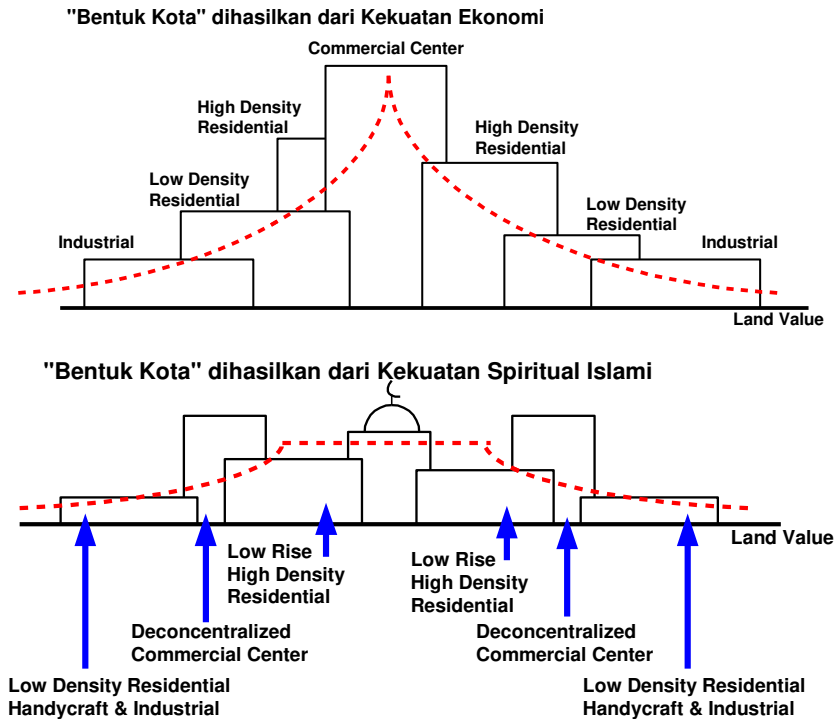 "Bentuk Kota" dihasilkan dari Kekuatan Ekonomi
Commercial Center
High Density
Residential
High Density
Residential
Low Density
Residential
Low Density
Residential
Industrial
Industrial
Land Value
"Bentuk Kota" dihasilkan dari Kekuatan Spiritual Islami
Land Value
Low Rise
High Density
Residential
Low Rise
High Density
Residential
Deconcentralized
Commercial Center
Deconcentralized
Commercial Center
Low Density Residential
Handycraft & Industrial
Low Density Residential
Handycraft & Industrial